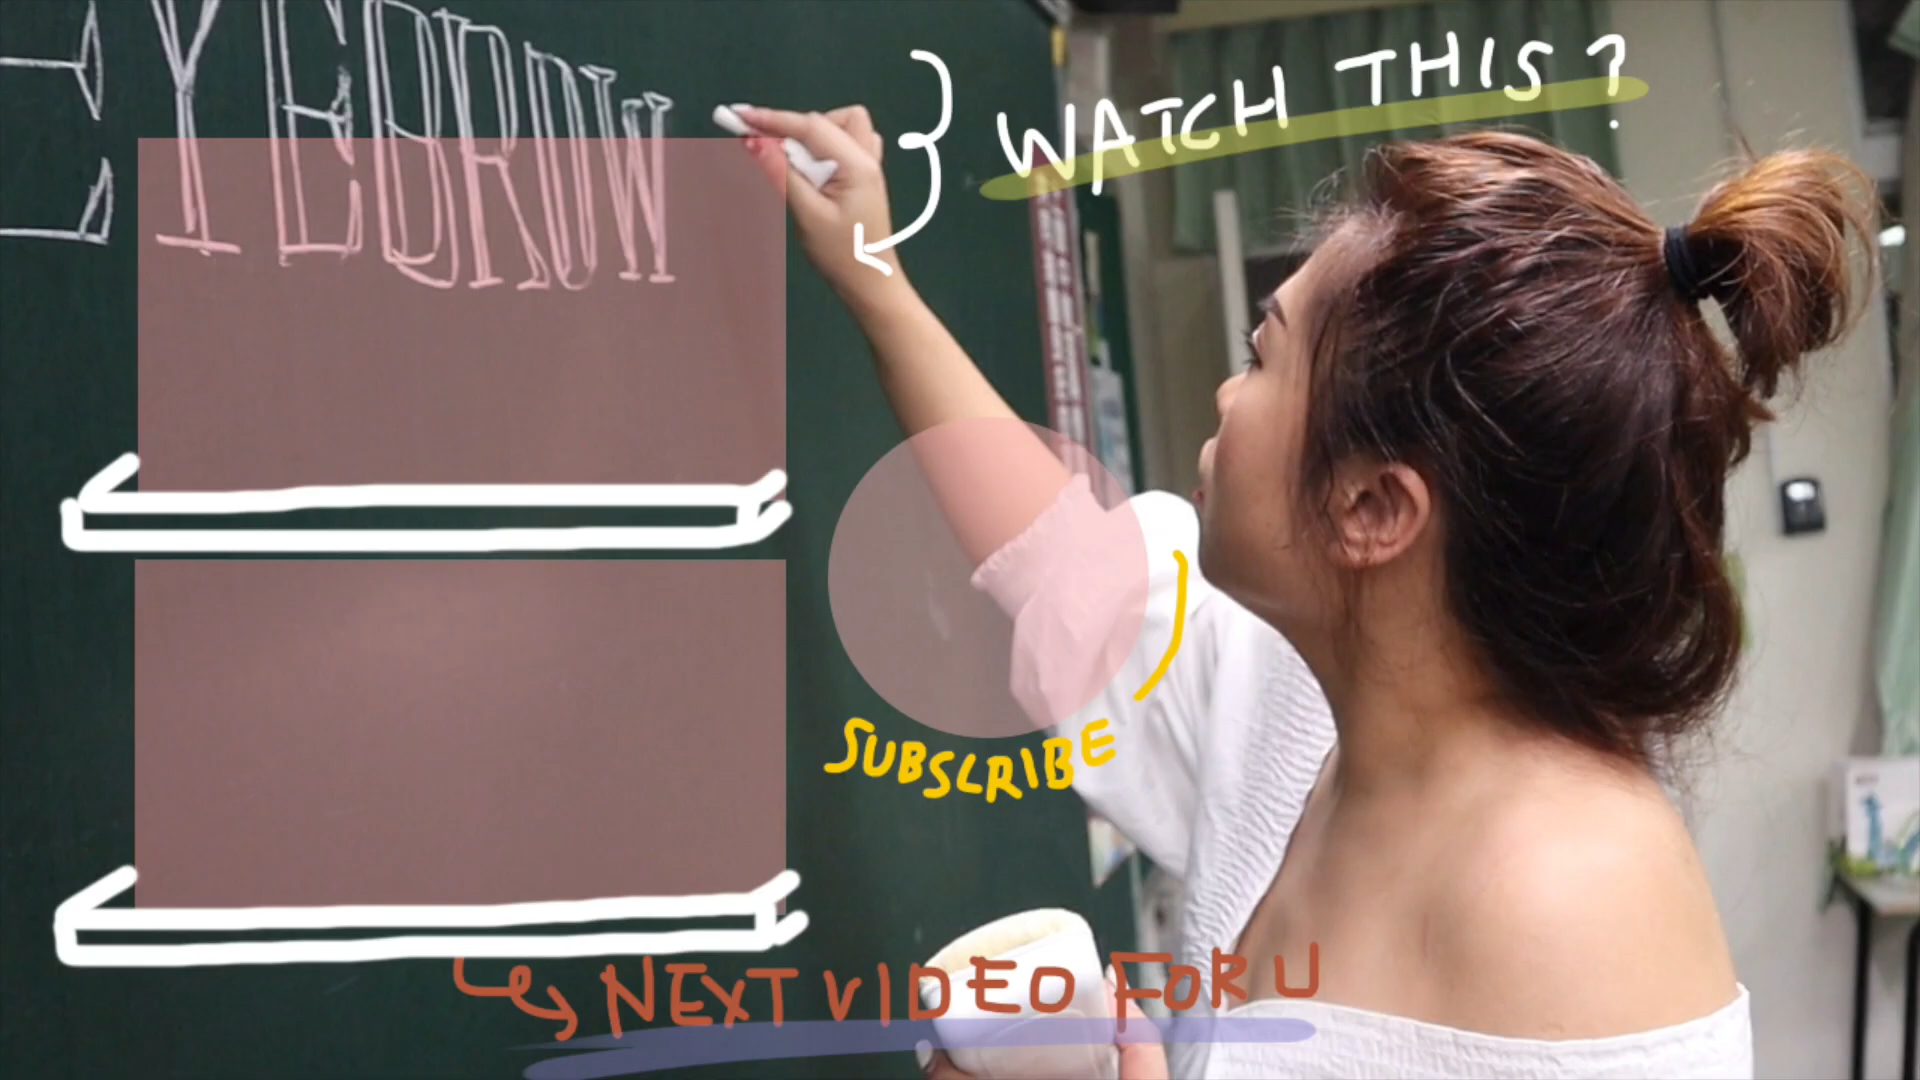 EYEBROW
WATCH THIS?
SUBSCRIBE
NEXT VIDEO FOR U